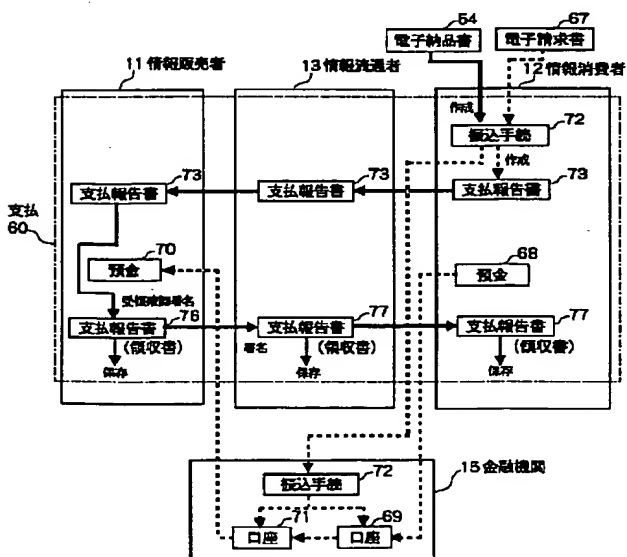 54
67
電子納品書
電子請求書
11 情報販売者
13 情報流通者
12 情報消費者
作成
72
振込手続
作成
73
支払報告書
73
支払報告書
73
支払報告書
支払
60
70
預金
68
預金
受領確認署名
76
支払報告書
(領収書)
保存
77
支払報告書
署名
(領収書)
保存
77
支払報告書
(領収書)
保存
72
振込手続
15 金融機関
71
口座
69
口座